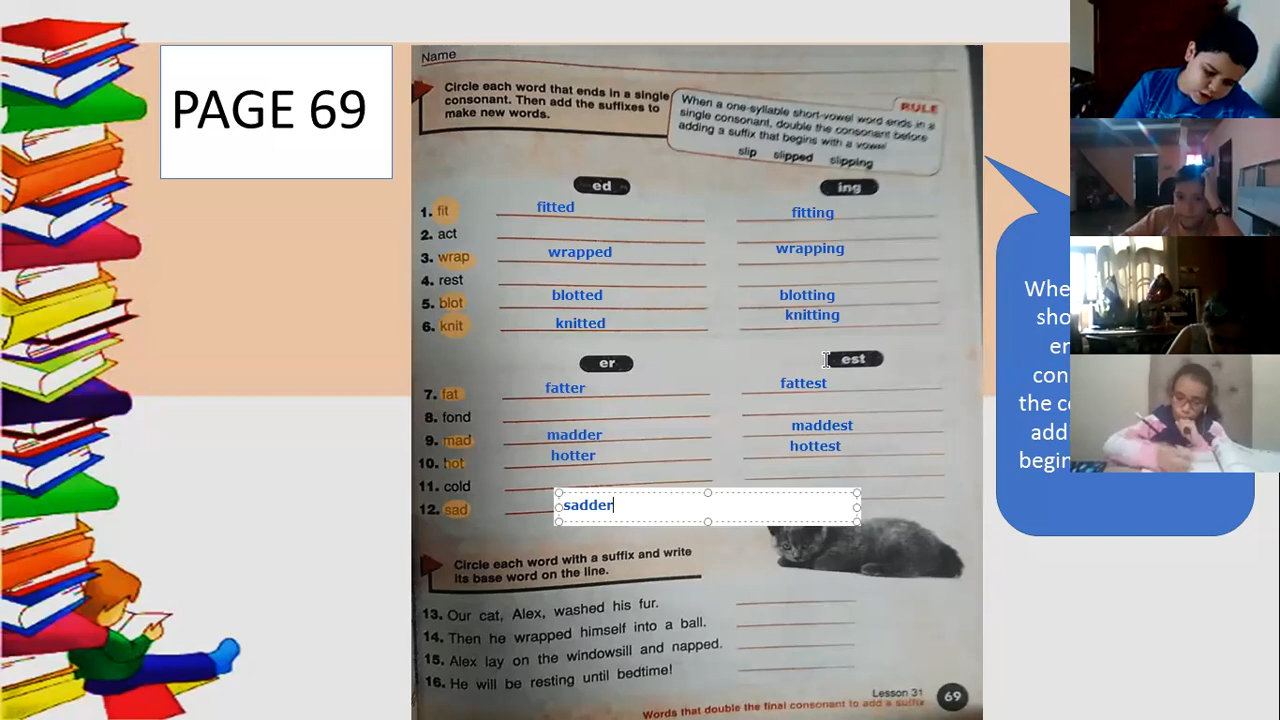 PAGE 69
Name
Circle each word that ends in a single
consonant. Then add the suffixes to
make new words.
RULE
When a one-syllable short-vowel word ends in a
single consonant, double the consonant before
adding a suffix that begins with a vowel
slip slipped slipping
ed ing
1. fit fitted fitting
2. act
3. wrap wrapped wrapping
4. rest
5. blot blotted blotting
6. knit knitted knitting
er est
7. fat fatter fattest
8. fond
9. mad madder maddest
10. hot hotter hottest
11. cold
12. sad sadder
Circle each word with a suffix and write
its base word on the line.
13. Our cat, Alex, washed his fur.
14. Then he wrapped himself into a ball.
15. Alex lay on the windowsill and napped.
16. He will be resting until bedtime!
Lesson 31
Words that double the final consonant to add a suffix
69
the